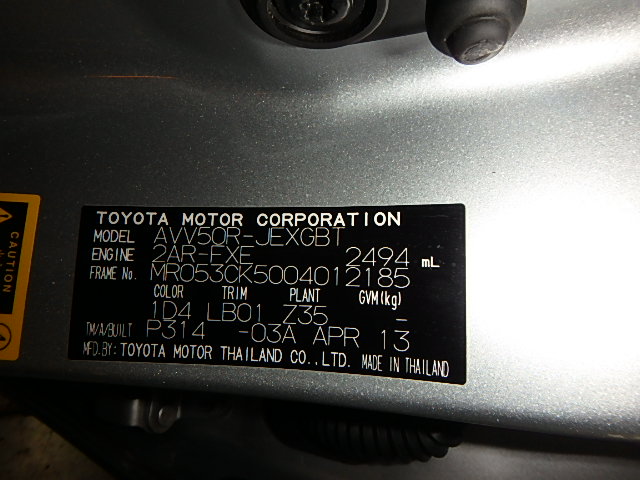 TOYOTA MOTOR CORPORATION
MODEL AVV50R-JEXGBT
ENGINE 2AR-FXE 2494 mL
FRAME No. MR053CK5004012185
COLOR TRIM PLANT GVM(kg)
1D4 LB01 Z35 -
TM/A/BUILT P314 -03A APR 13
MFD.BY: TOYOTA MOTOR THAILAND CO.,LTD. MADE IN THAILAND
CAUTION